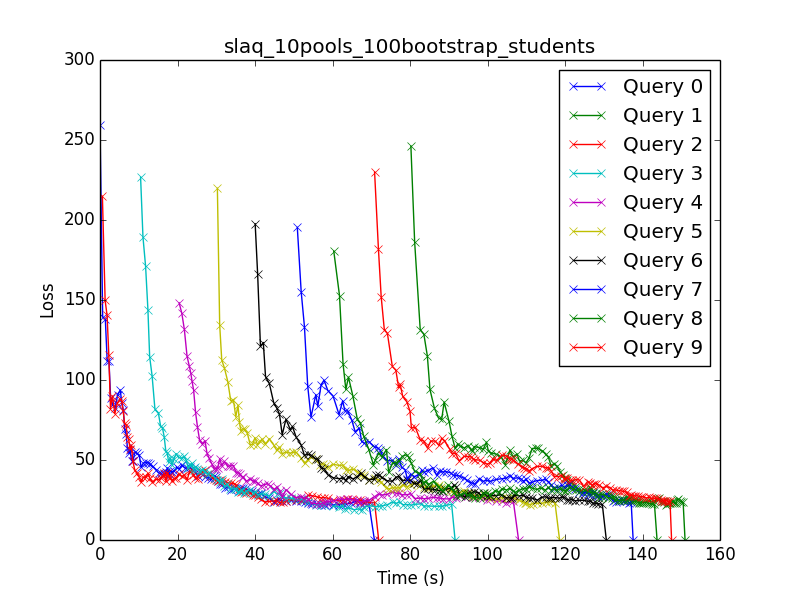 slaq_10pools_100bootstrap_students
300
250
200
150
100
50
0
Loss
0 20 40 60 80 100 120 140 160
Time (s)
Query 0
Query 1
Query 2
Query 3
Query 4
Query 5
Query 6
Query 7
Query 8
Query 9